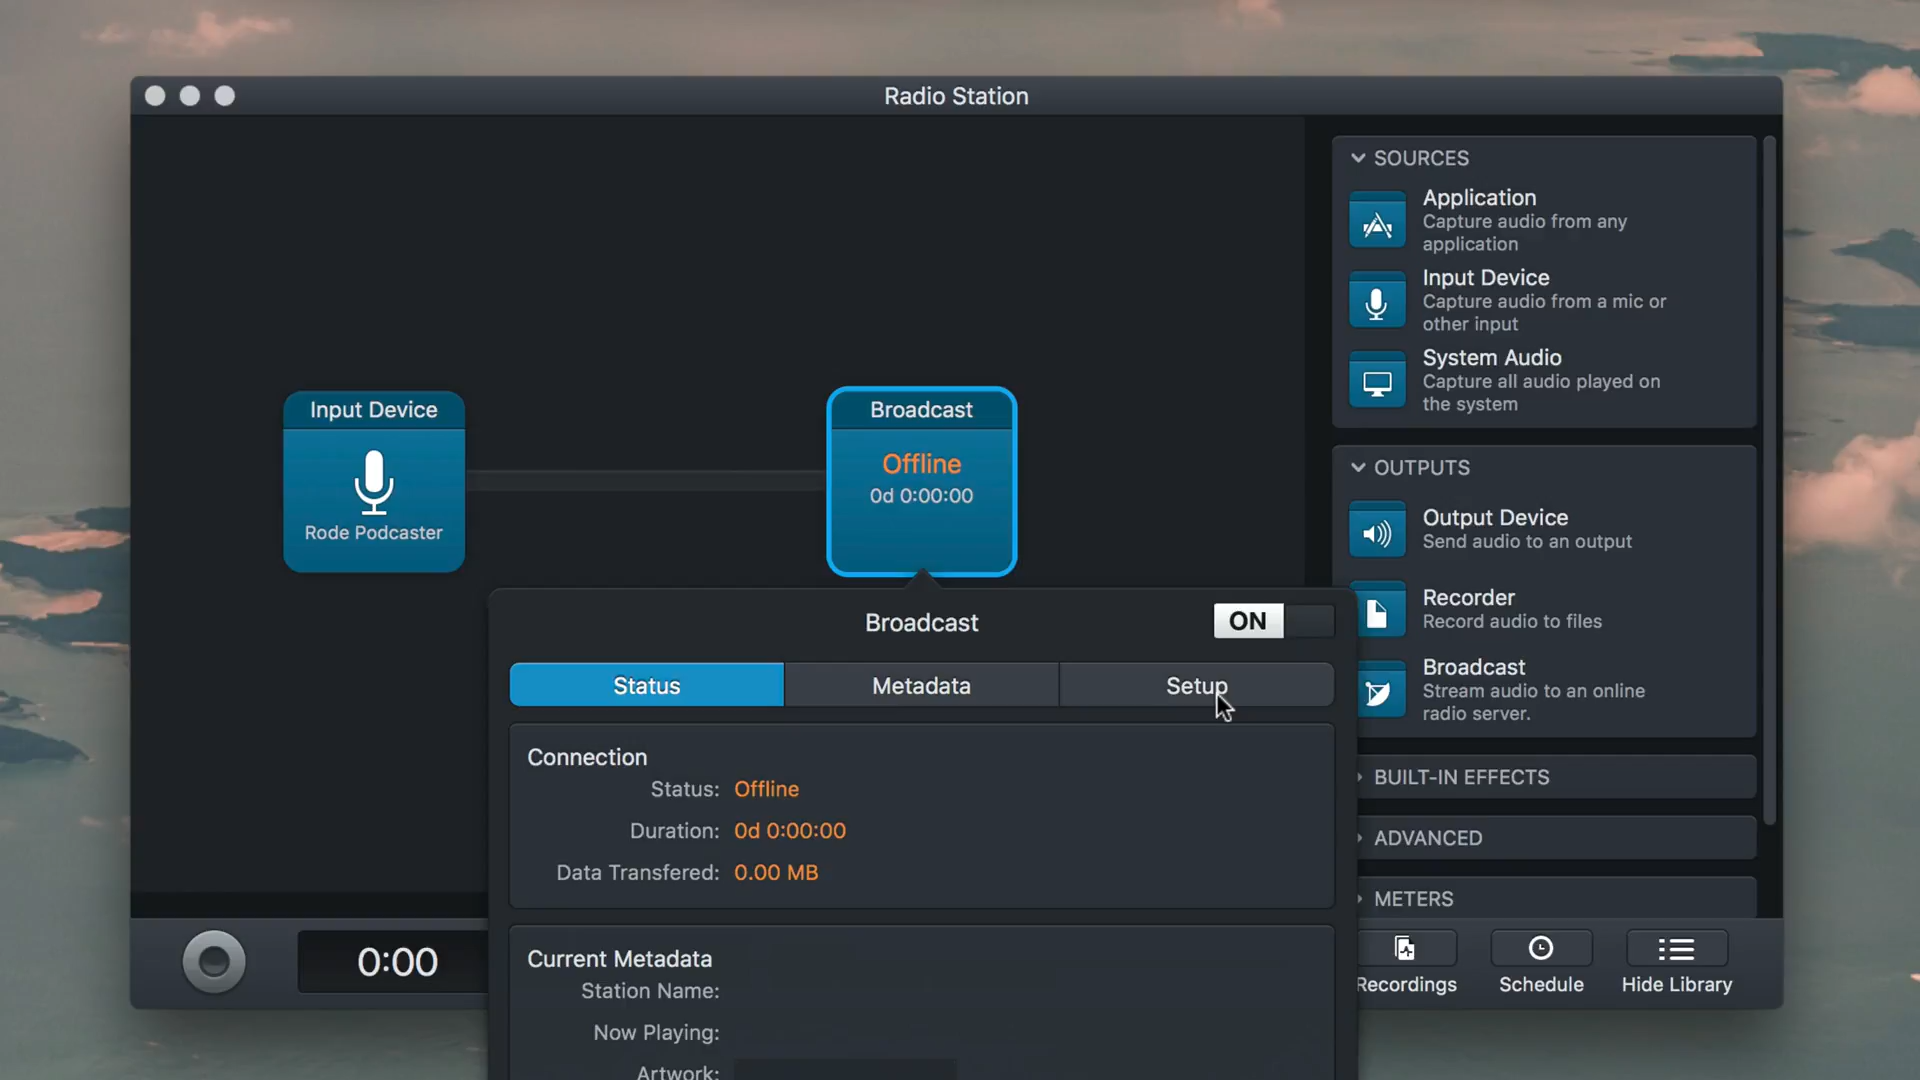 Radio Station
SOURCES
Application
Capture audio from any
application
Input Device
Capture audio from a mic or
other input
System Audio
Capture all audio played on
the system
Input Device
Rode Podcaster
Broadcast
Offline
0d 0:00:00
OUTPUTS
Output Device
Send audio to an output
Recorder
Record audio to files
Broadcast
Stream audio to an online
radio server.
BUILT-IN EFFECTS
ADVANCED
METERS
Broadcast
ON
Status
Metadata
Setup
Connection
Status: Offline
Duration: 0d 0:00:00
Data Transfered: 0.00 MB
Current Metadata
Station Name:
Now Playing:
Artwork:
0:00
Recordings
Schedule
Hide Library